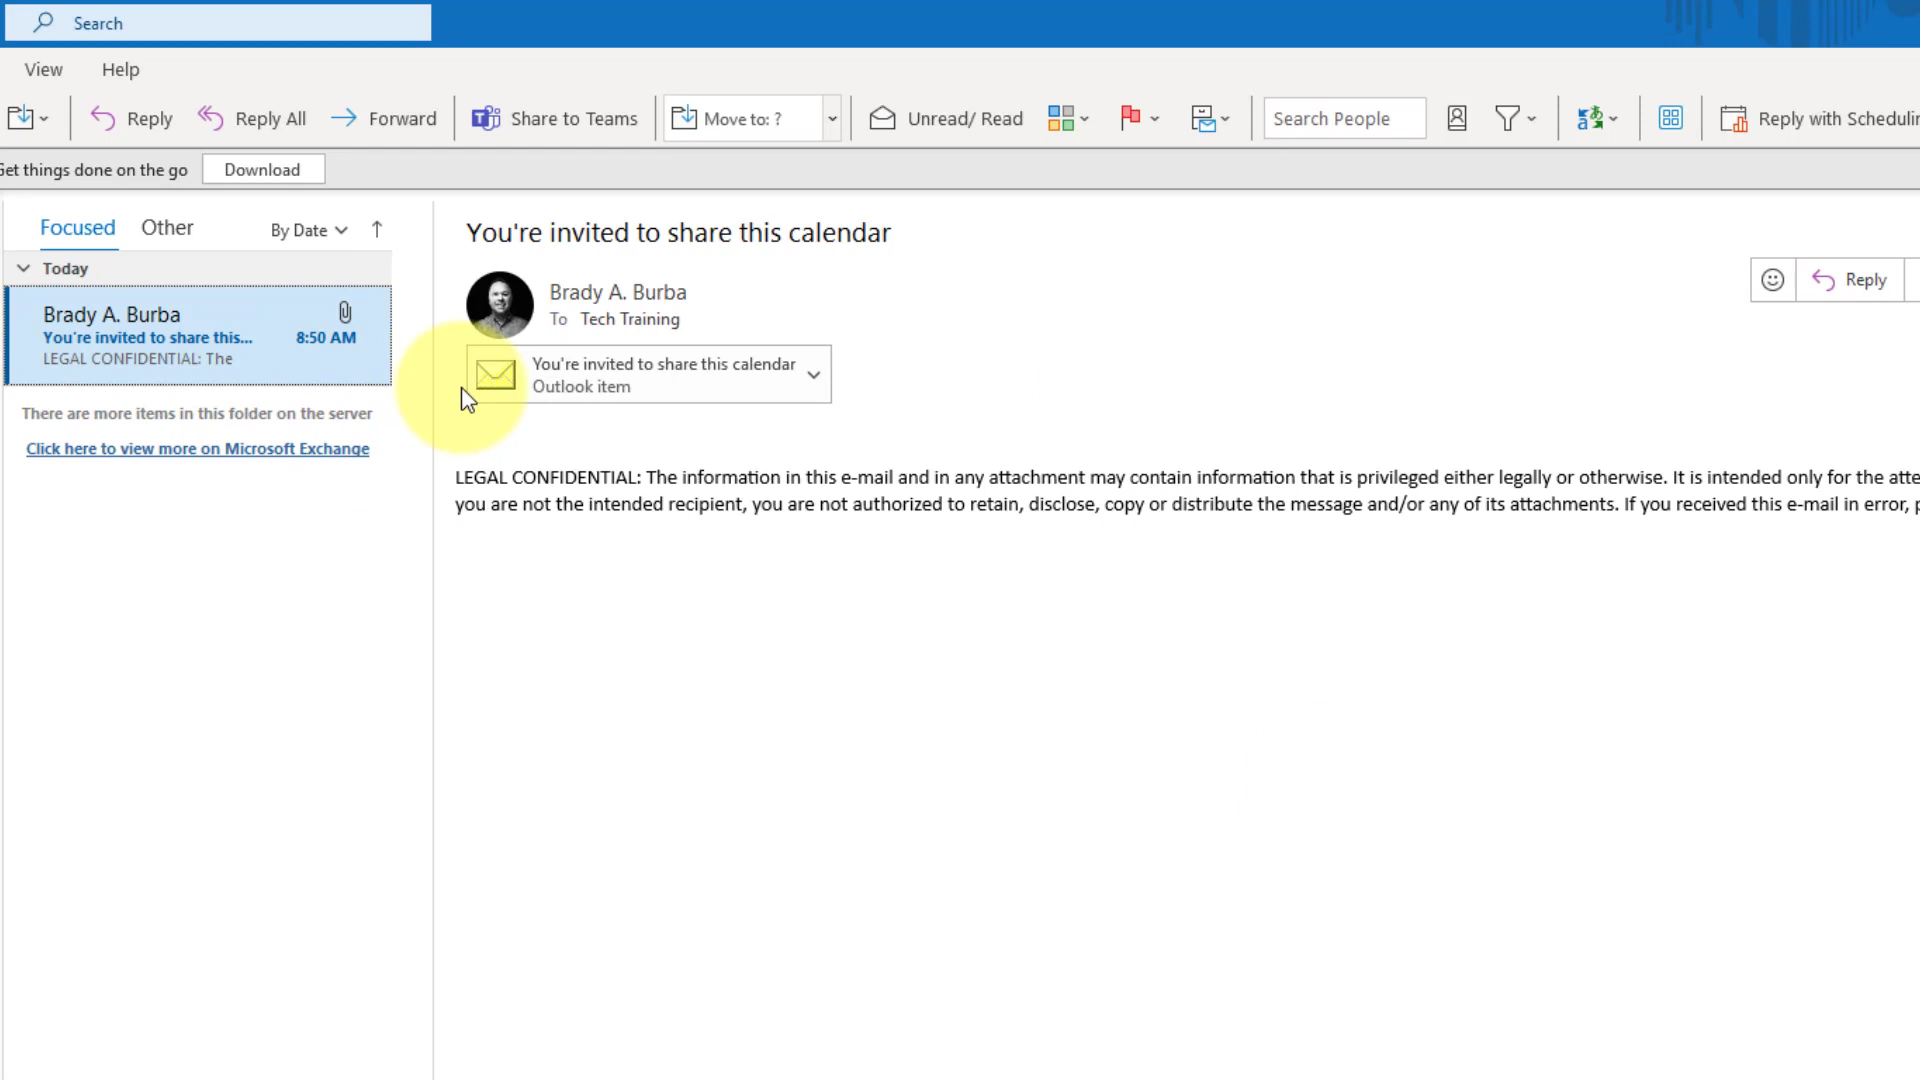 Search
View Help
Reply Reply All Forward Share to Teams Move to: ? Unread/ Read Search People Reply with
Get things done on the go Download
Focused Other By Date
Today
Brady A. Burba
You're invited to share this... 8:50 AM
LEGAL CONFIDENTIAL: The
There are more items in this folder on the server
Click here to view more on Microsoft Exchange
You're invited to share this calendar
Brady A. Burba
To Tech Training
Reply
You're invited to share this calendar
Outlook item
LEGAL CONFIDENTIAL: The information in this e-mail and in any attachment may contain information that is privileged either legally or otherwise. It is intended only for the
you are not the intended recipient, you are not authorized to retain, disclose, copy or distribute the message and/or any of its attachments. If you received this e-mail in error,